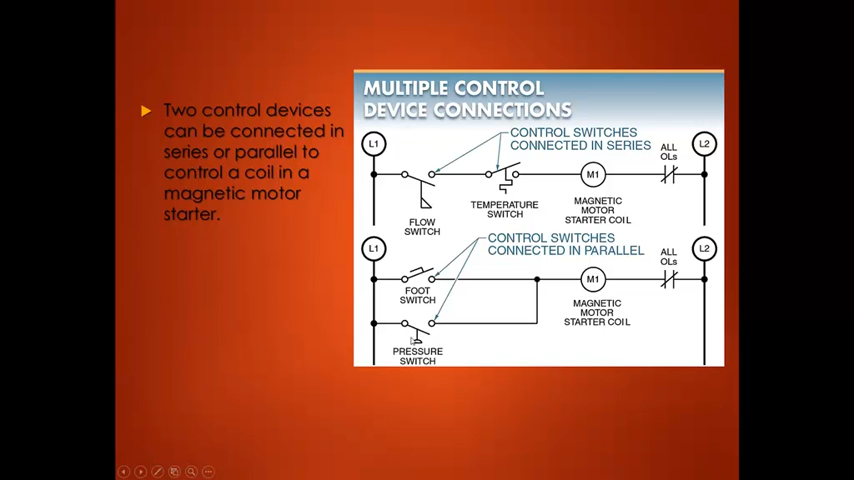 Two control devices
can be connected in
series or parallel to
control a coil in a
magnetic motor
starter.
MULTIPLE CONTROL
DEVICE CONNECTIONS
CONTROL SWITCHES
CONNECTED IN SERIES
L1
L2
ALL
OLs
M1
FLOW
SWITCH
TEMPERATURE
SWITCH
MAGNETIC
MOTOR
STARTER COIL
CONTROL SWITCHES
CONNECTED IN PARALLEL
L1
L2
ALL
OLs
M1
FOOT
SWITCH
MAGNETIC
MOTOR
STARTER COIL
PRESSURE
SWITCH